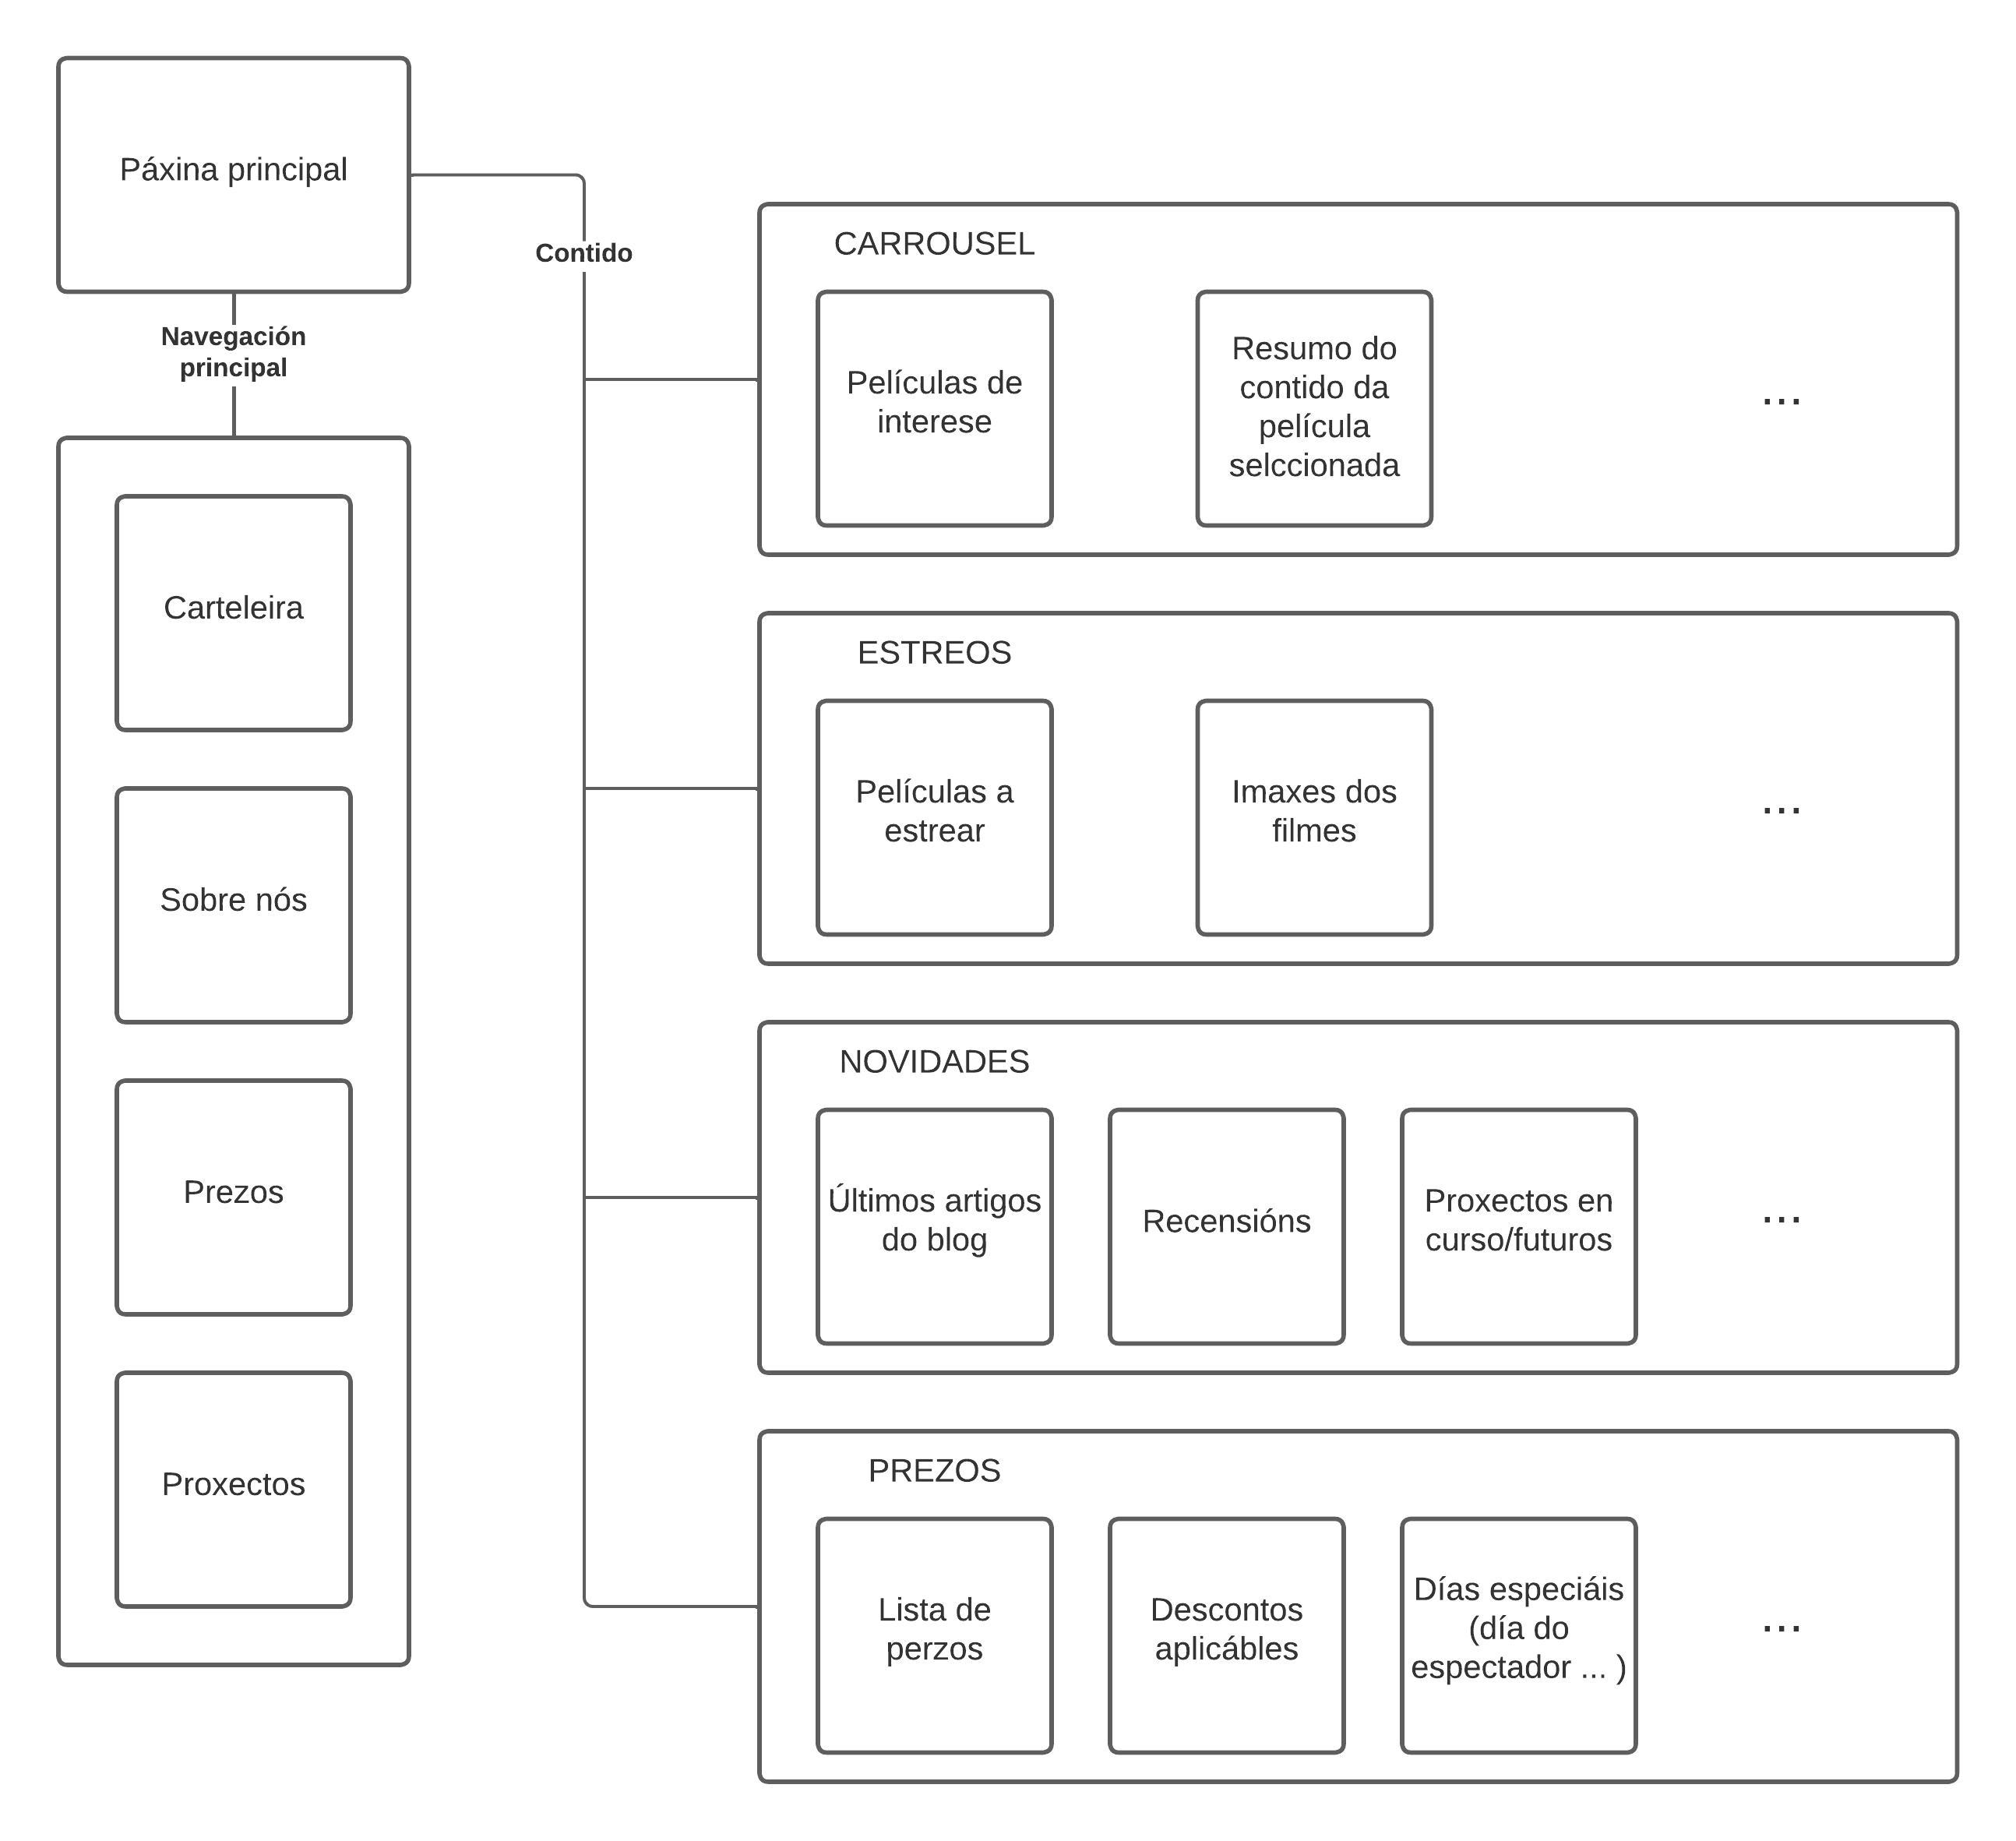 Páxina principal
Navegación
principal
Carteleira
Sobre nós
Prezos
Proxectos
Contido
CARROUSEL
Películas de
interese
Resumo do
contido da
película
selccionada
...
ESTREOS
Películas a
estrear
Imaxes dos
filmes
...
NOVIDADES
Últimos artigos
do blog
Recensións
Proxectos en
curso/futuros
...
PREZOS
Lista de
perzos
Descontos
aplicábles
Días especiáis
(día do
espectador ... )
...